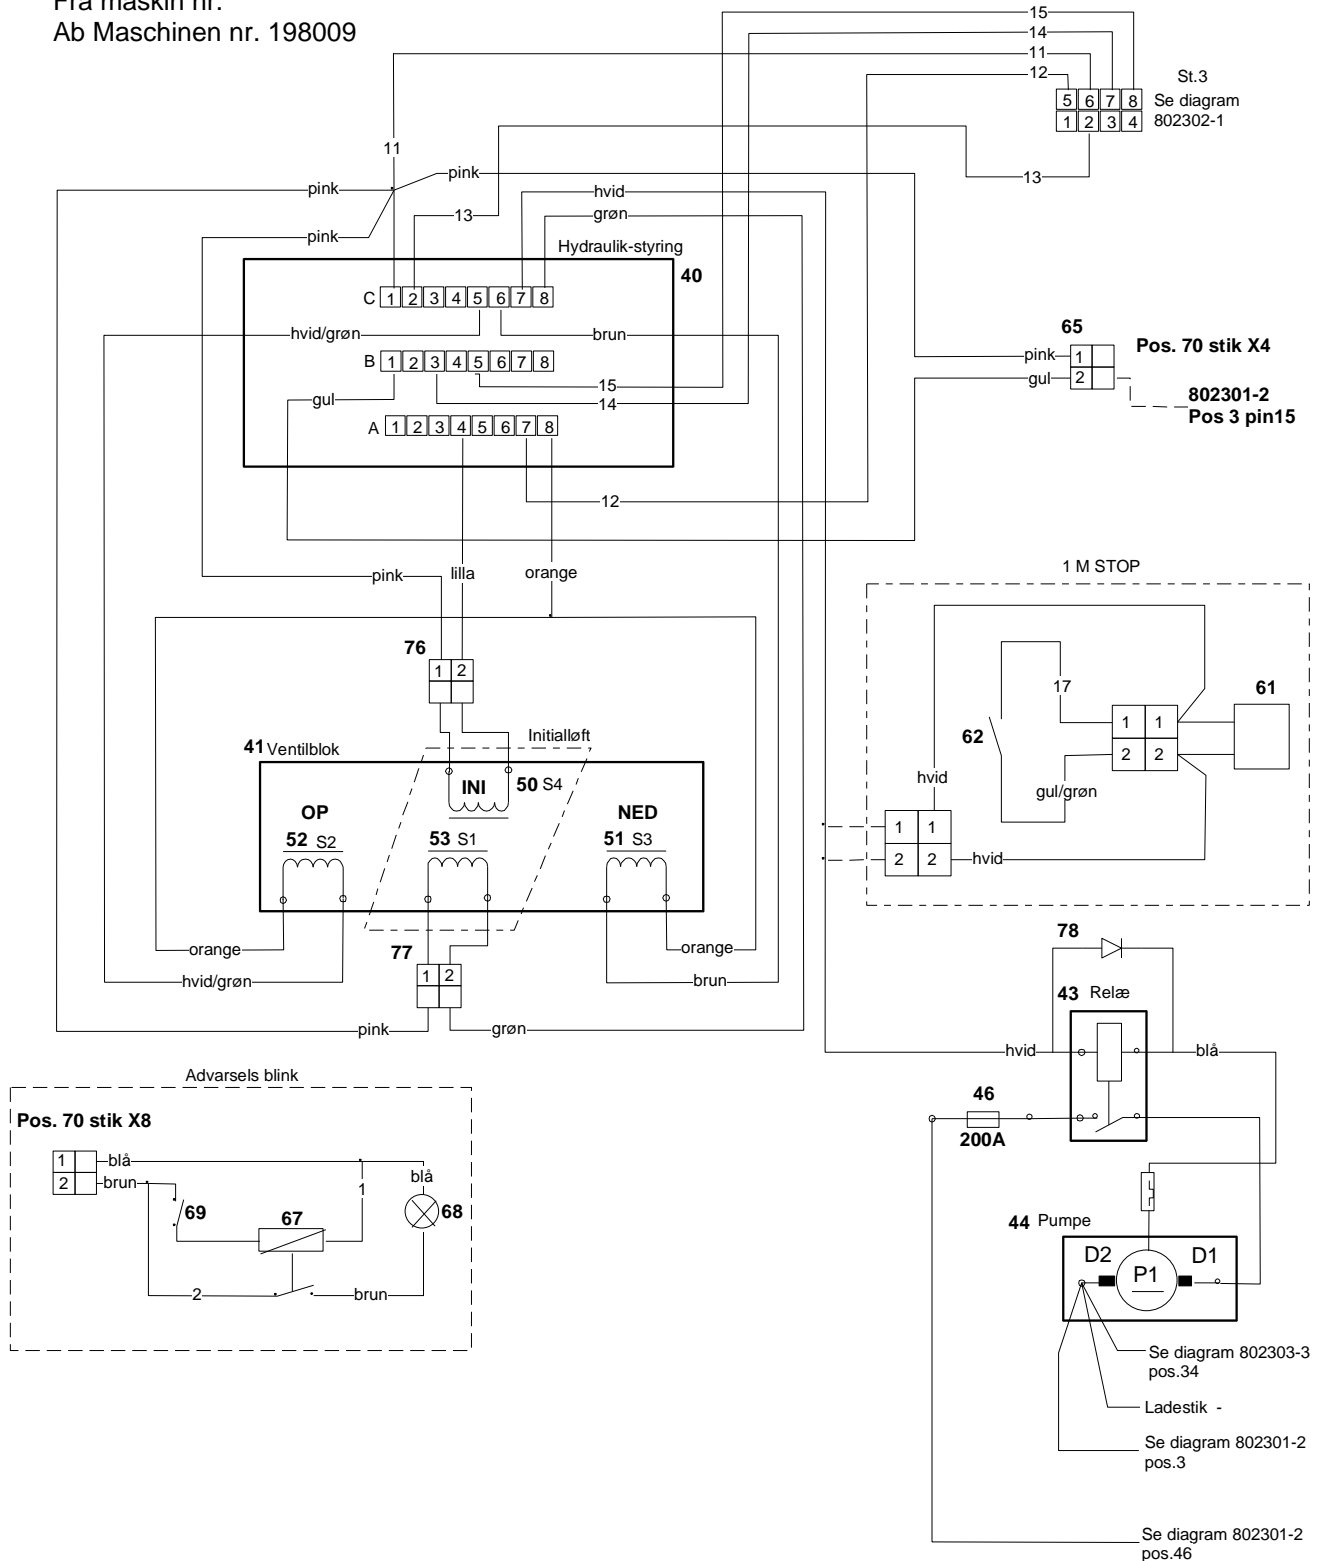 Fra maskin nr.
Ab Maschinen nr. 198009
15
14
11
12
St.3
5 6 7 8
Se diagram
1 2 3 4
802302-1
11
13
pink
pink
hvid
13
grøn
pink
Hydraulik-styring
40
C 1 2 3 4 5 6 7 8
hvid/grøn
brun
B 1 2 3 4 5 6 7 8
15
gul
14
A 1 2 3 4 5 6 7 8
12
65
pink 1
gul 2
Pos. 70 stik X4
802301-2
Pos 3 pin15
pink
lilla
orange
76
1 2
41 Ventilblok
Initialløft
INI
50 S4
OP
52 S2
53 S1
NED
51 S3
orange
orange
hvid/grøn
77
1 2
brun
pink
grøn
1 M STOP
17
61
62
1 1
2 2
hvid
gul/grøn
1 1
2 2
hvid
78
43 Relæ
hvid
blå
46
200A
44 Pumpe
D2
P1
D1
Se diagram 802303-3
pos.34
Ladestik -
Se diagram 802301-2
pos.3
Se diagram 802301-2
pos.46
Advarsels blink
Pos. 70 stik X8
1 blå
2 brun
blå
1
69
67
68
2
brun